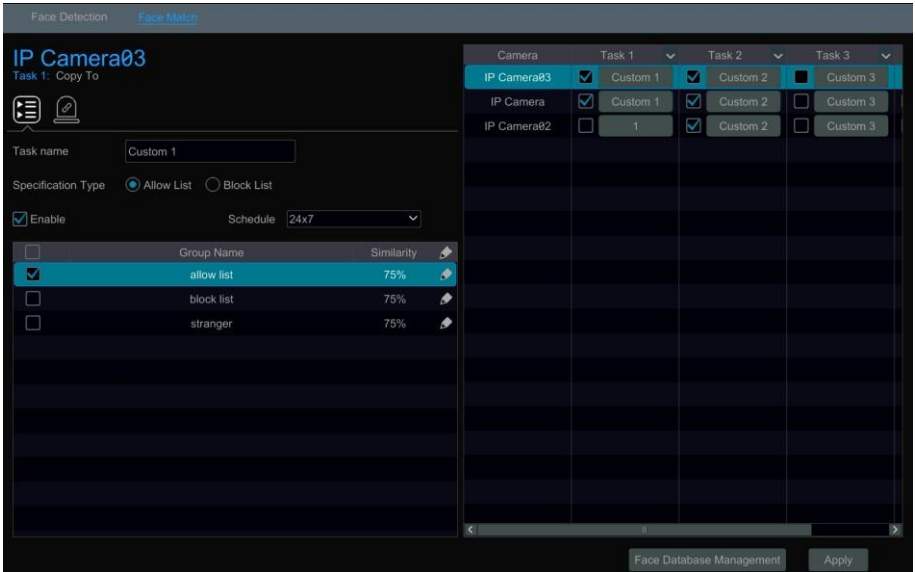 Face Detection Face Match
IP Camera03
Task 1: Copy To
Task name Custom 1
Specification Type Allow List Block List
Enable Schedule 24x7
Group Name Similarity
allow list 75%
block list 75%
stranger 75%
Camera Task 1 Task 2 Task 3
IP Camera03 Custom 1 Custom 2 Custom 3
IP Camera Custom 1 Custom 2 Custom 3
IP Camera02 1 Custom 2 Custom 3
Face Database Management Apply